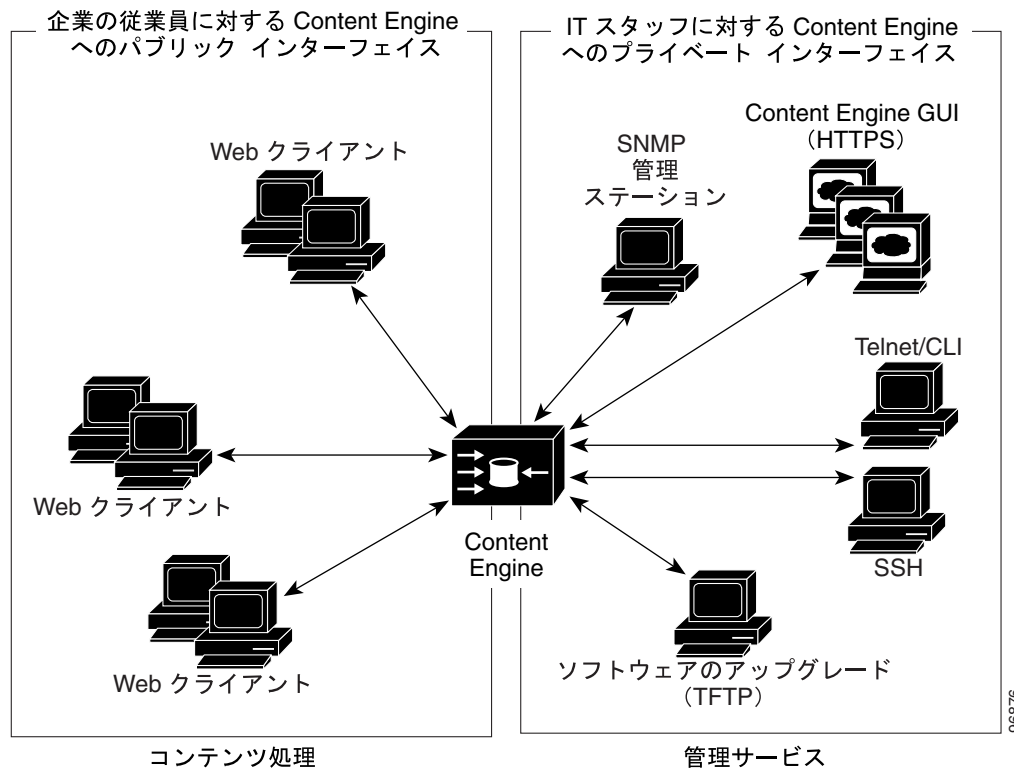 企業の従業員に対する Content Engine
へのパブリック インターフェイス
IT スタッフに対する Content Engine
へのプライベート インターフェイス
Web クライアント
SNMP
管理
ステーション
Content Engine GUI
（HTTPS）
Telnet/CLI
Web クライアント
Content
Engine
SSH
Web クライアント
ソフトウェアのアップグレード
（TFTP）
96876
コンテンツ処理
管理サービス